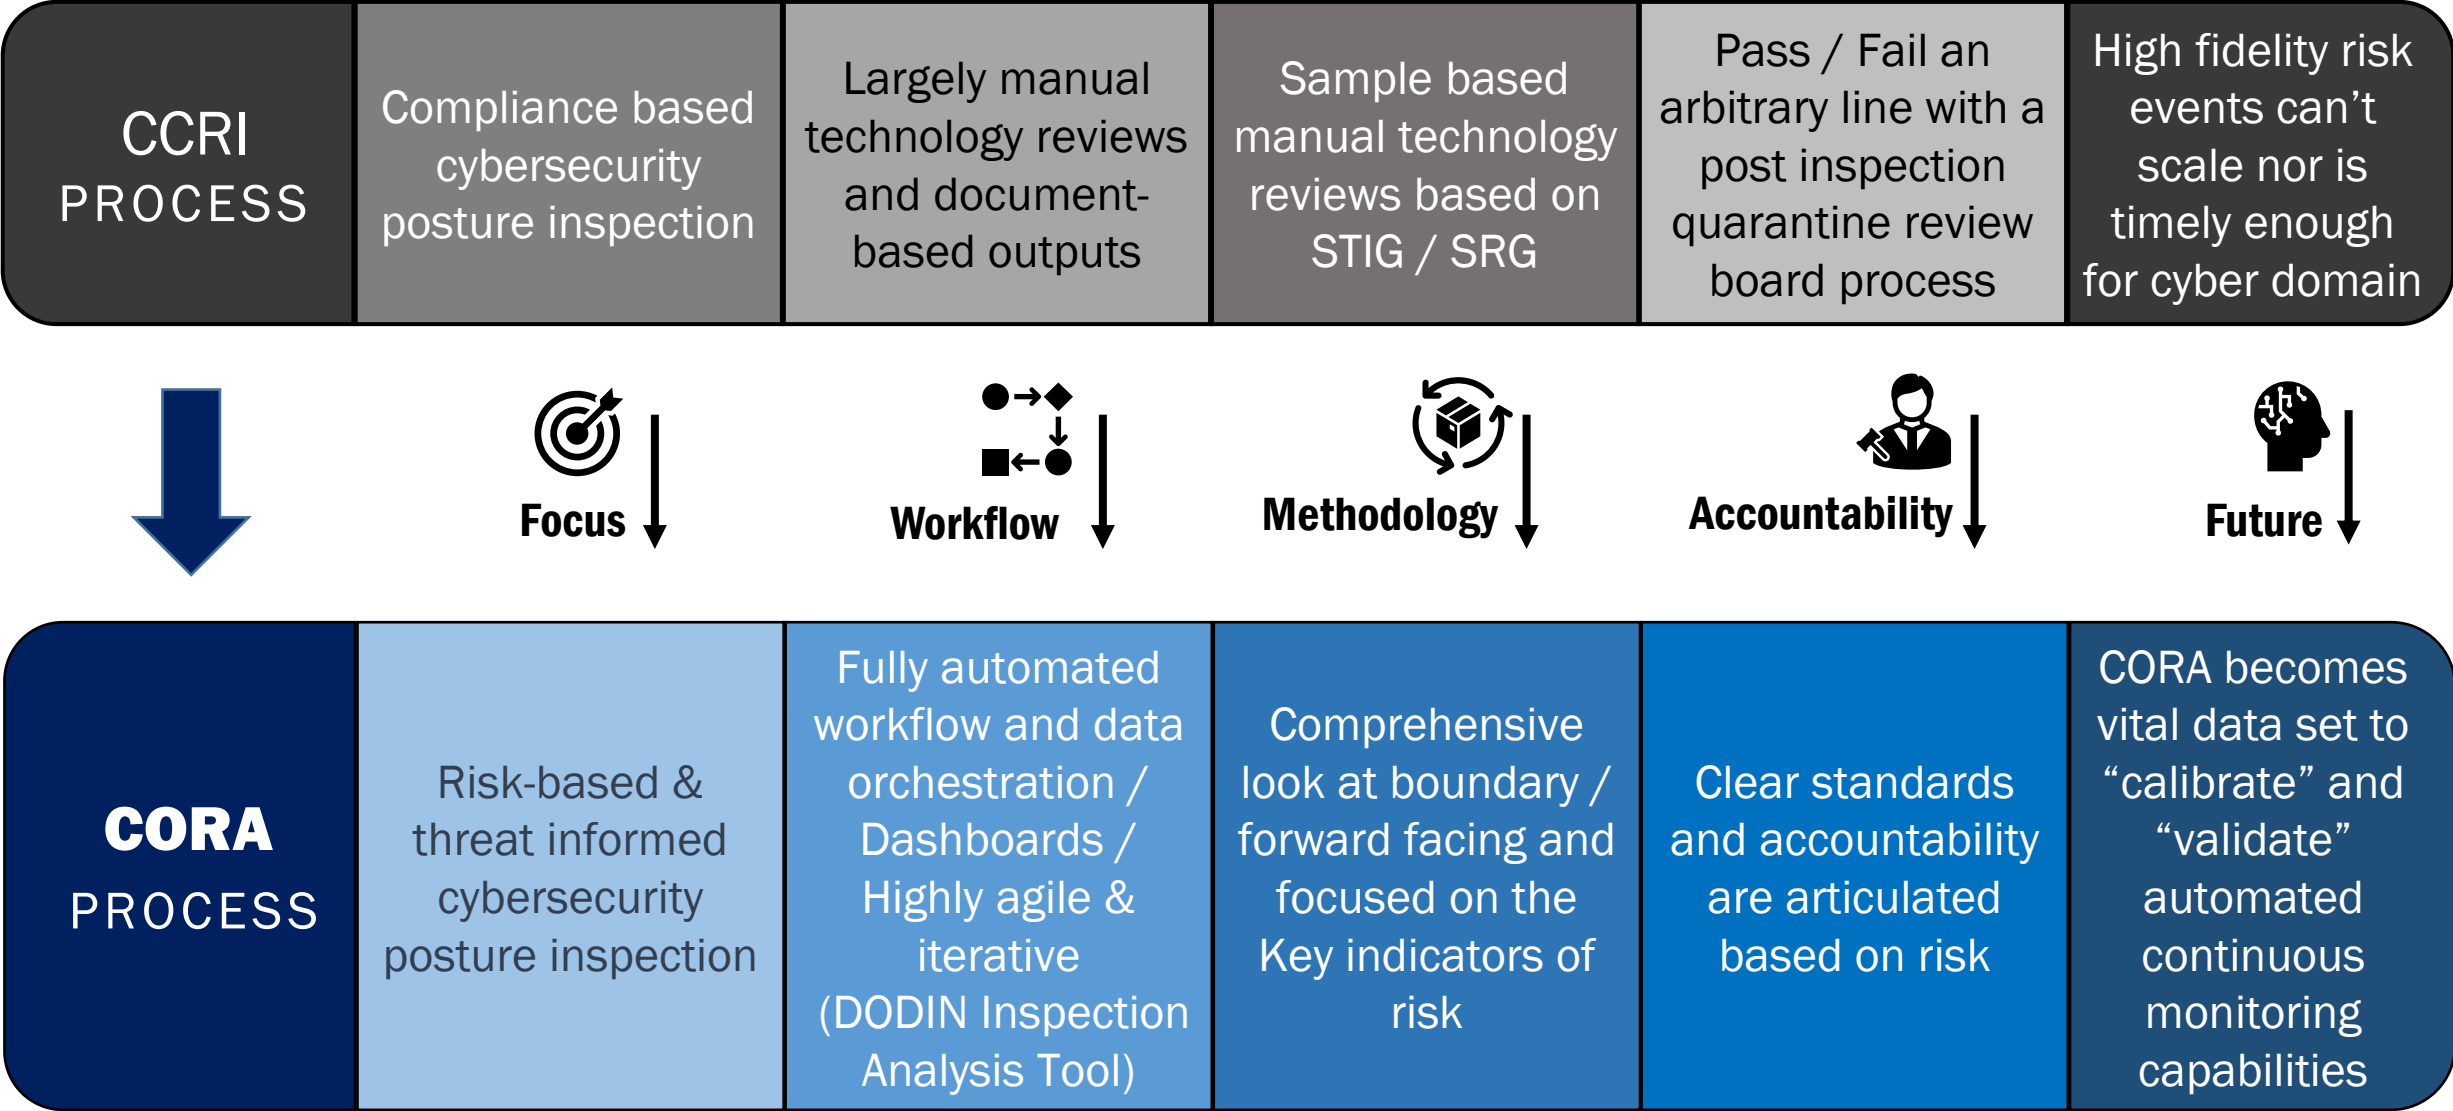 CCRI
PROCESS
Compliance based
cybersecurity
posture inspection
Largely manual
technology reviews
and document-
based outputs
Sample based
manual technology
reviews based on
STIG / SRG
Pass / Fail an
arbitrary line with a
post inspection
quarantine review
board process
High fidelity risk
events can’t
scale nor is
timely enough
for cyber domain
Focus
Workflow
Methodology
Accountability
Future
CORA
PROCESS
Risk-based &
threat informed
cybersecurity
posture inspection
Fully automated
workflow and data
orchestration /
Dashboards /
Highly agile &
iterative
(DODIN Inspection
Analysis Tool)
Comprehensive
look at boundary /
forward facing and
focused on the
Key indicators of
risk
Clear standards
and accountability
are articulated
based on risk
CORA becomes
vital data set to
“calibrate” and
“validate”
automated
continuous
monitoring
capabilities